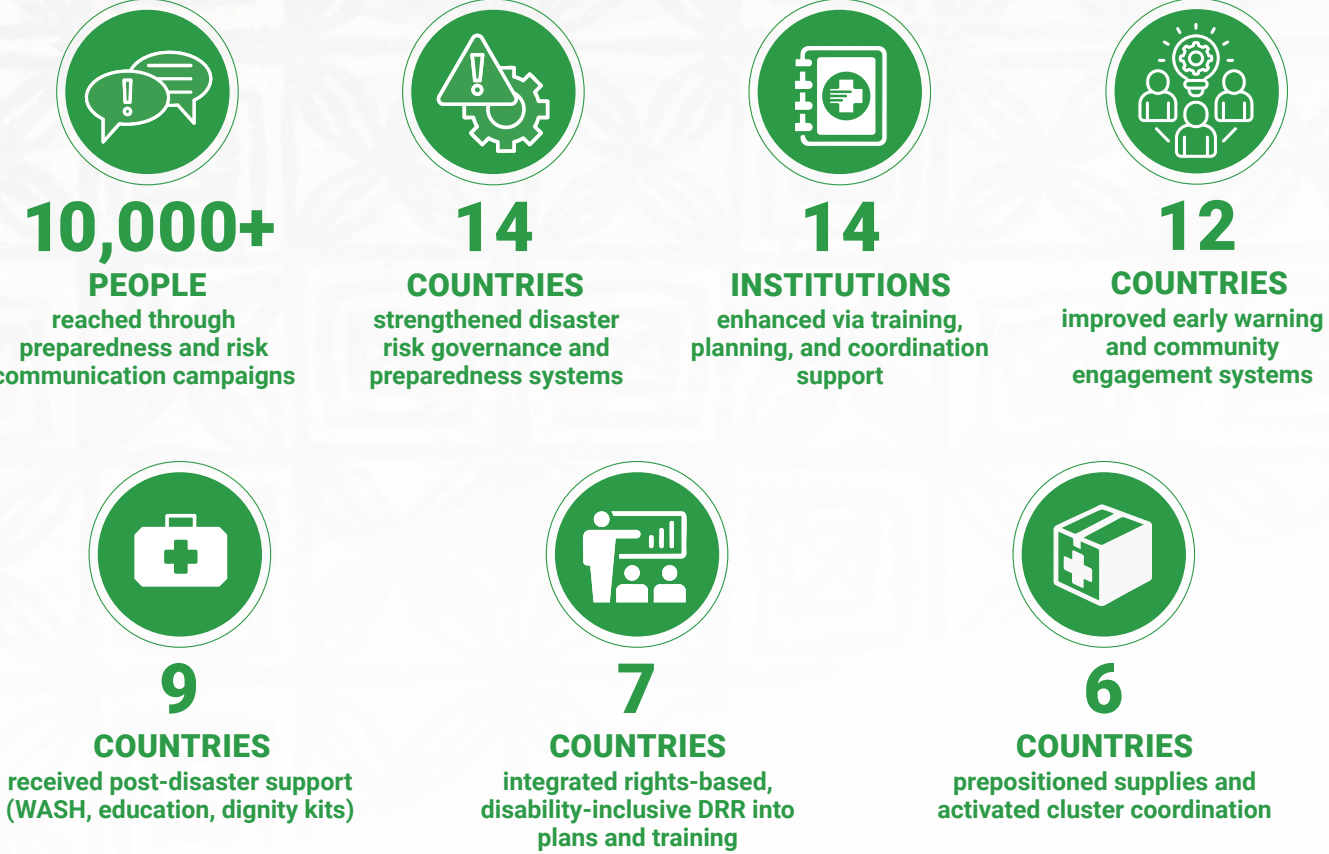 10,000+
PEOPLE
reached through
preparedness and risk
communication campaigns
14
COUNTRIES
strengthened disaster
risk governance and
preparedness systems
14
INSTITUTIONS
enhanced via training,
planning, and coordination
support
12
COUNTRIES
improved early warning
and community
engagement systems
9
COUNTRIES
received post-disaster support
(WASH, education, dignity kits)
7
COUNTRIES
integrated rights-based,
disability-inclusive DRR into
plans and training
6
COUNTRIES
prepositioned supplies and
activated cluster coordination